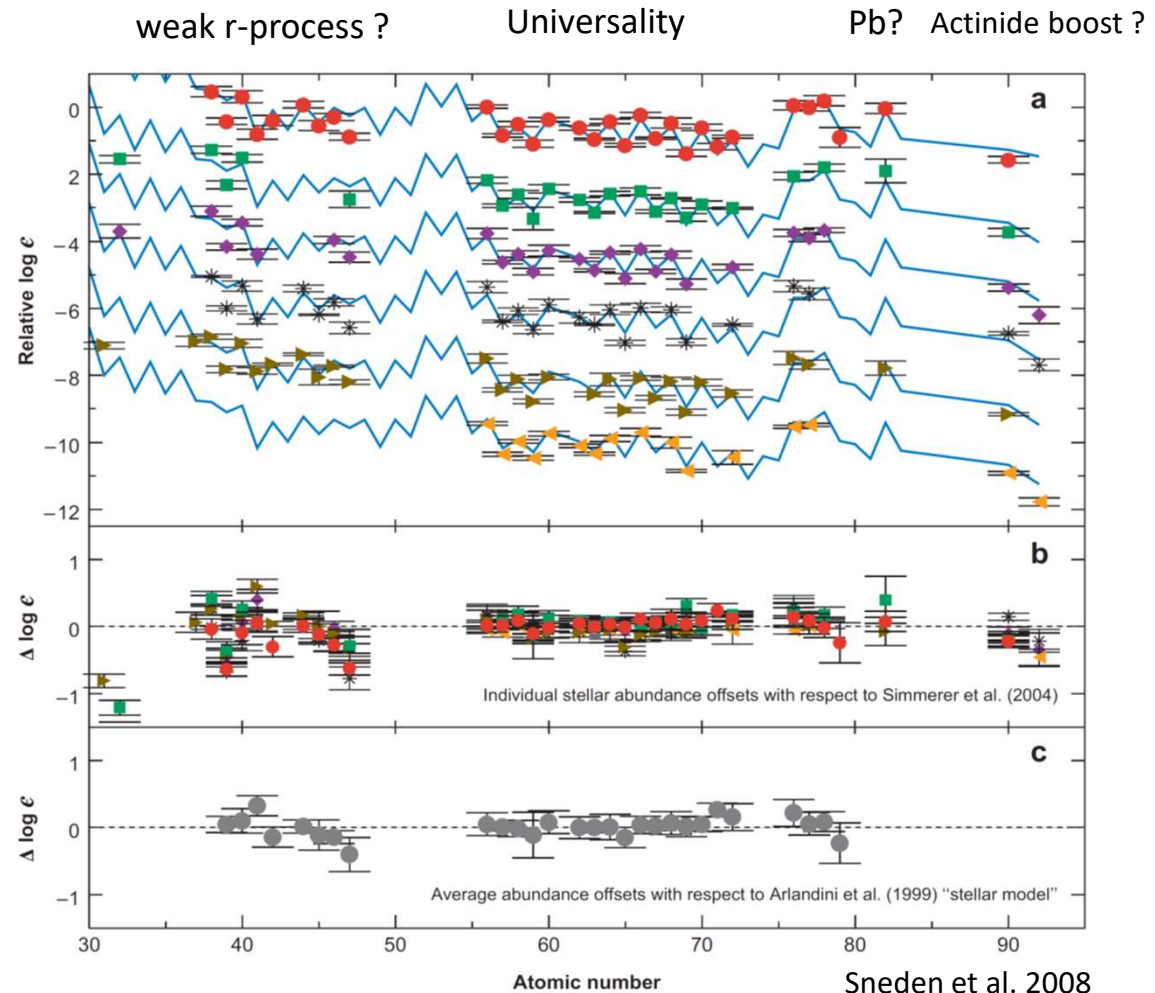 weak r-process ? Universality Pb? Actinide boost ?
a
0
2
−4
−6
−8
−10
−12
Relative log ϵ
b
1
0
−1
Δ log ϵ
Individual stellar abundance offsets with respect to Simmerer et al. (2004)
c
1
0
−1
Δ log ϵ
Average abundance offsets with respect to Arlandini et al. (1999) “stellar model”
30 40 50 60 70 80 90
Atomic number
Sneden et al. 2008